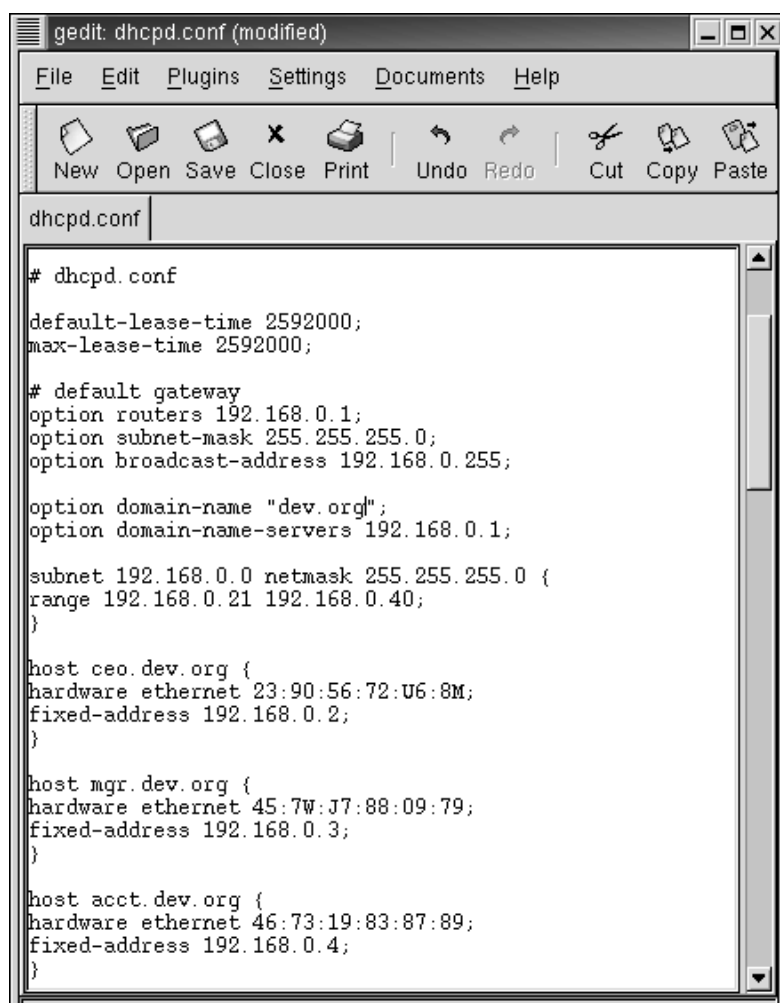 gedit: dhcpd.conf (modified)
File Edit Plugins Settings Documents Help
New Open Save Close Print Undo Redo Cut Copy Paste
dhcpd.conf
# dhcpd.conf
default-lease-time 2592000;
max-lease-time 2592000;
# default gateway
option routers 192.168.0.1;
option subnet-mask 255.255.255.0;
option broadcast-address 192.168.0.255;
option domain-name "dev.org";
option domain-name-servers 192.168.0.1;
subnet 192.168.0.0 netmask 255.255.255.0 {
range 192.168.0.21 192.168.0.40;
}
host ceo.dev.org {
hardware ethernet 23:90:56:72:U6:8M;
fixed-address 192.168.0.2;
}
host mgr.dev.org {
hardware ethernet 45:7W:J7:88:09:79;
fixed-address 192.168.0.3;
}
host acct.dev.org {
hardware ethernet 46:73:19:83:87:89;
fixed-address 192.168.0.4;
}